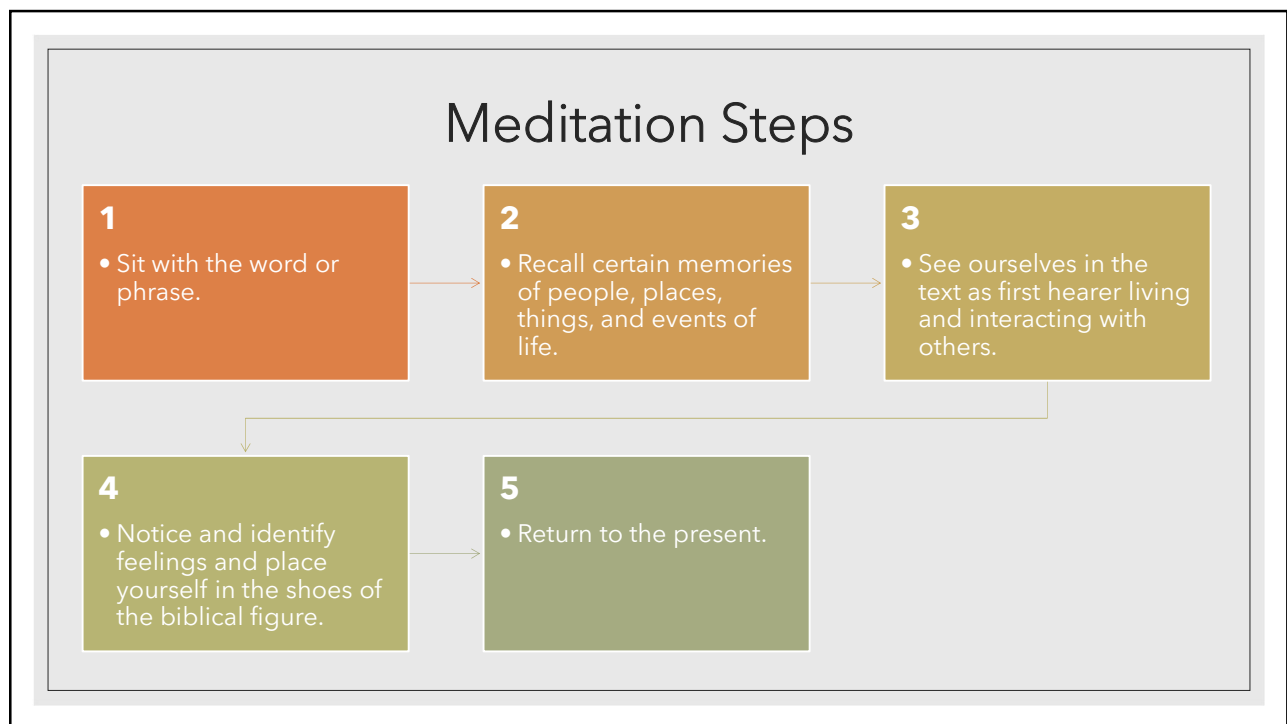 Meditation Steps
1
• Sit with the word or
phrase.
2
• Recall certain memories
of people, places,
things, and events of
life.
3
• See ourselves in the
text as first hearer living
and interacting with
others.
4
• Notice and identify
feelings and place
yourself in the shoes of
the biblical figure.
5
• Return to the present.